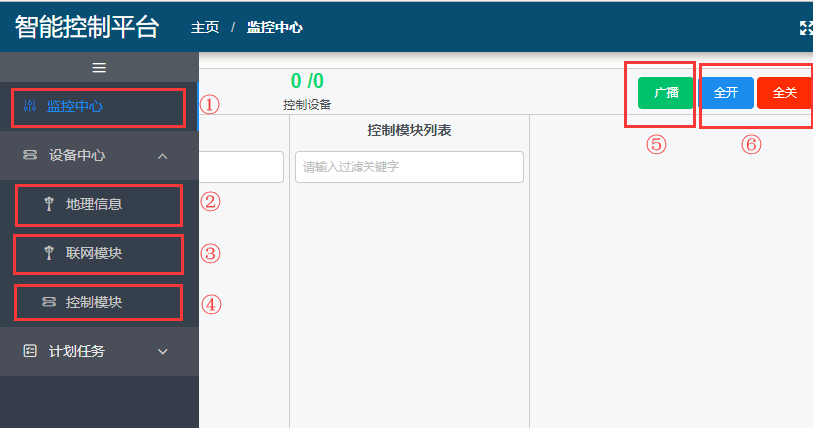 智能控制平台
主页 / 监控中心
监控中心 ①
0 /0
控制设备
广播 全开 全关
⑤ ⑥
设备中心
控制模块列表
请输入过滤关键字
地理信息 ②
联网模块 ③
控制模块 ④
计划任务